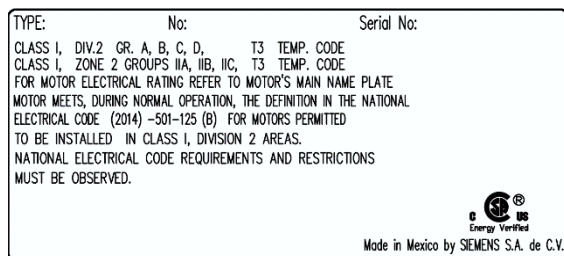 TYPE: No: Serial No:
CLASS I, DIV.2 GR. A, B, C, D, T3 TEMP. CODE
CLASS I, ZONE 2 GROUPS IIA, IIB, IIC, T3 TEMP. CODE
FOR MOTOR ELECTRICAL RATING REFER TO MOTOR'S MAIN NAME PLATE
MOTOR MEETS, DURING NORMAL OPERATION, THE DEFINITION IN THE NATIONAL
ELECTRICAL CODE (2014) -501-125 (B) FOR MOTORS PERMITTED
TO BE INSTALLED IN CLASS I, DIVISION 2 AREAS.
NATIONAL ELECTRICAL CODE REQUIREMENTS AND RESTRICTIONS
MUST BE OBSERVED.
C SA ® US
Energy Verified
Made in Mexico by SIEMENS S.A. de C.V.